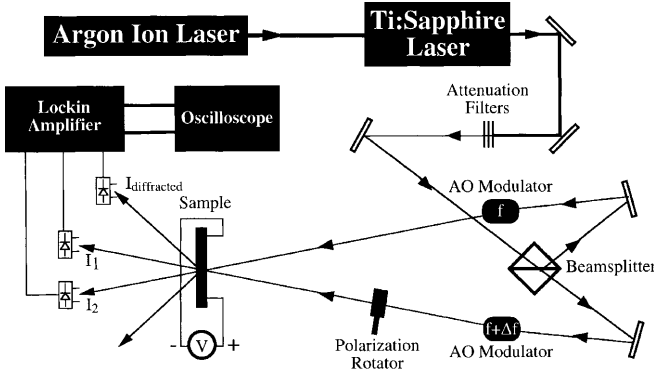 Argon Ion Laser
Ti:Sapphire
Laser
Lockin
Amplifier
Oscilloscope
Attenuation
Filters
I diffracted
Sample
AO Modulator
f
I1
Beamsplitter
I2
f+Δf
- V +
Polarization
Rotator
AO Modulator